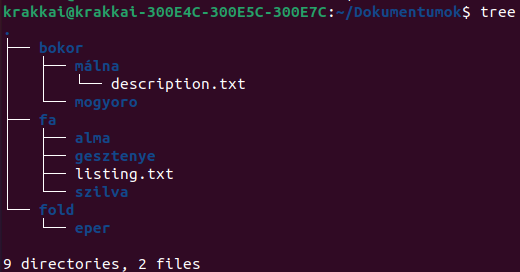 krakkai@krakkai-300E4C-300E5C-300E7C:~/Dokumentumok$ tree
.
├── bokor
│   ├── málna
│   │   └── description.txt
│   └── mogyoro
├── fa
│   ├── alma
│   ├── gesztenye
│   ├── listing.txt
│   └── szilva
└── fold
    └── eper

9 directories, 2 files